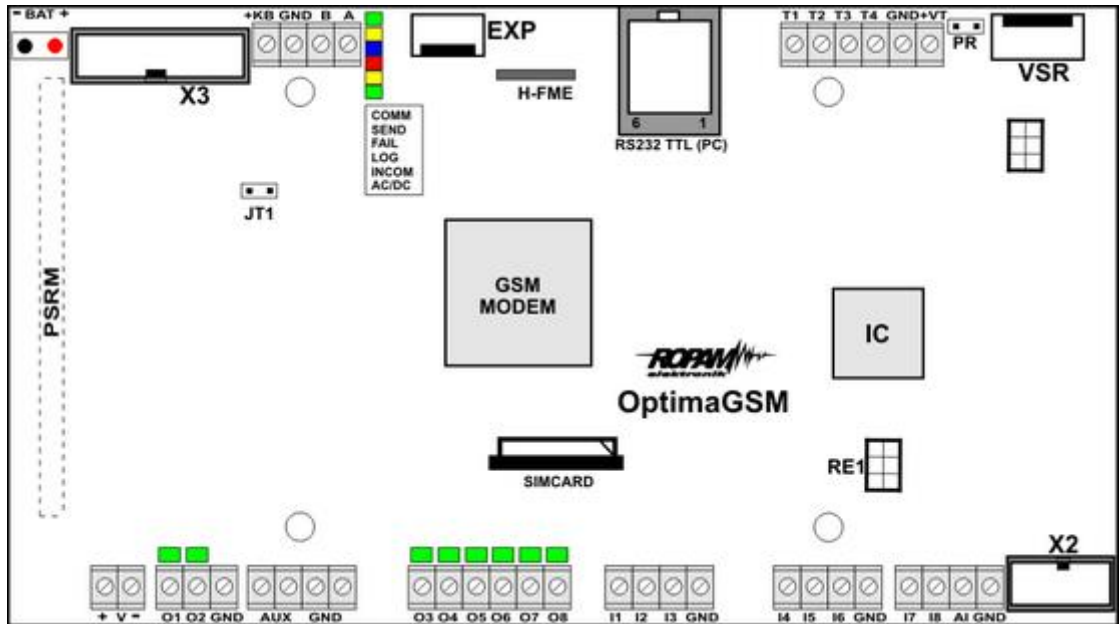 - BAT +
+KB GND B A
EXP
T1 T2 T3 T4 GND +VT
PR
VSR
X3
H-FME
6 1
RS232 TTL (PC)
COMM
SEND
FAIL
LOG
INCOM
AC/DC
JT1
PSRM
GSM
MODEM
IC
ROPAM
elektronik
OptimaGSM
RE1
SIMCARD
X2
+ V -
O1 O2 GND
AUX GND
O3 O4 O5 O6 O7 O8
I1 I2 I3 GND
I4 I5 I6 GND
I7 I8 AI GND